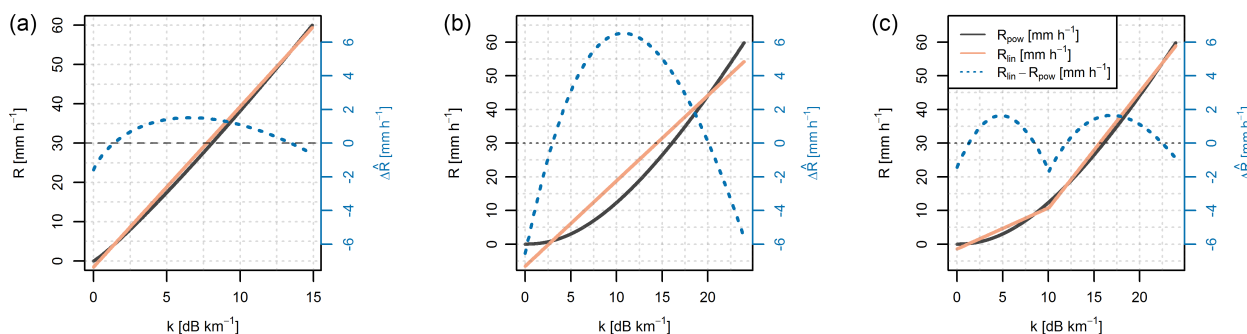 (a)
60
50
40
30
20
10
0
R [mm h⁻¹]
0 5 10 15
k [dB km⁻¹]
6
4
2
0
-2
-4
-6
ΔR̂ [mm h⁻¹]
(b)
60
50
40
30
20
10
0
R [mm h⁻¹]
0 5 10 15 20
k [dB km⁻¹]
6
4
2
0
-2
-4
-6
ΔR̂ [mm h⁻¹]
(c)
60
50
40
30
20
10
0
R [mm h⁻¹]
R_pow [mm h⁻¹]
R_lin [mm h⁻¹]
R_lin − R_pow [mm h⁻¹]
0 5 10 15 20
k [dB km⁻¹]
6
4
2
0
-2
-4
-6
ΔR̂ [mm h⁻¹]